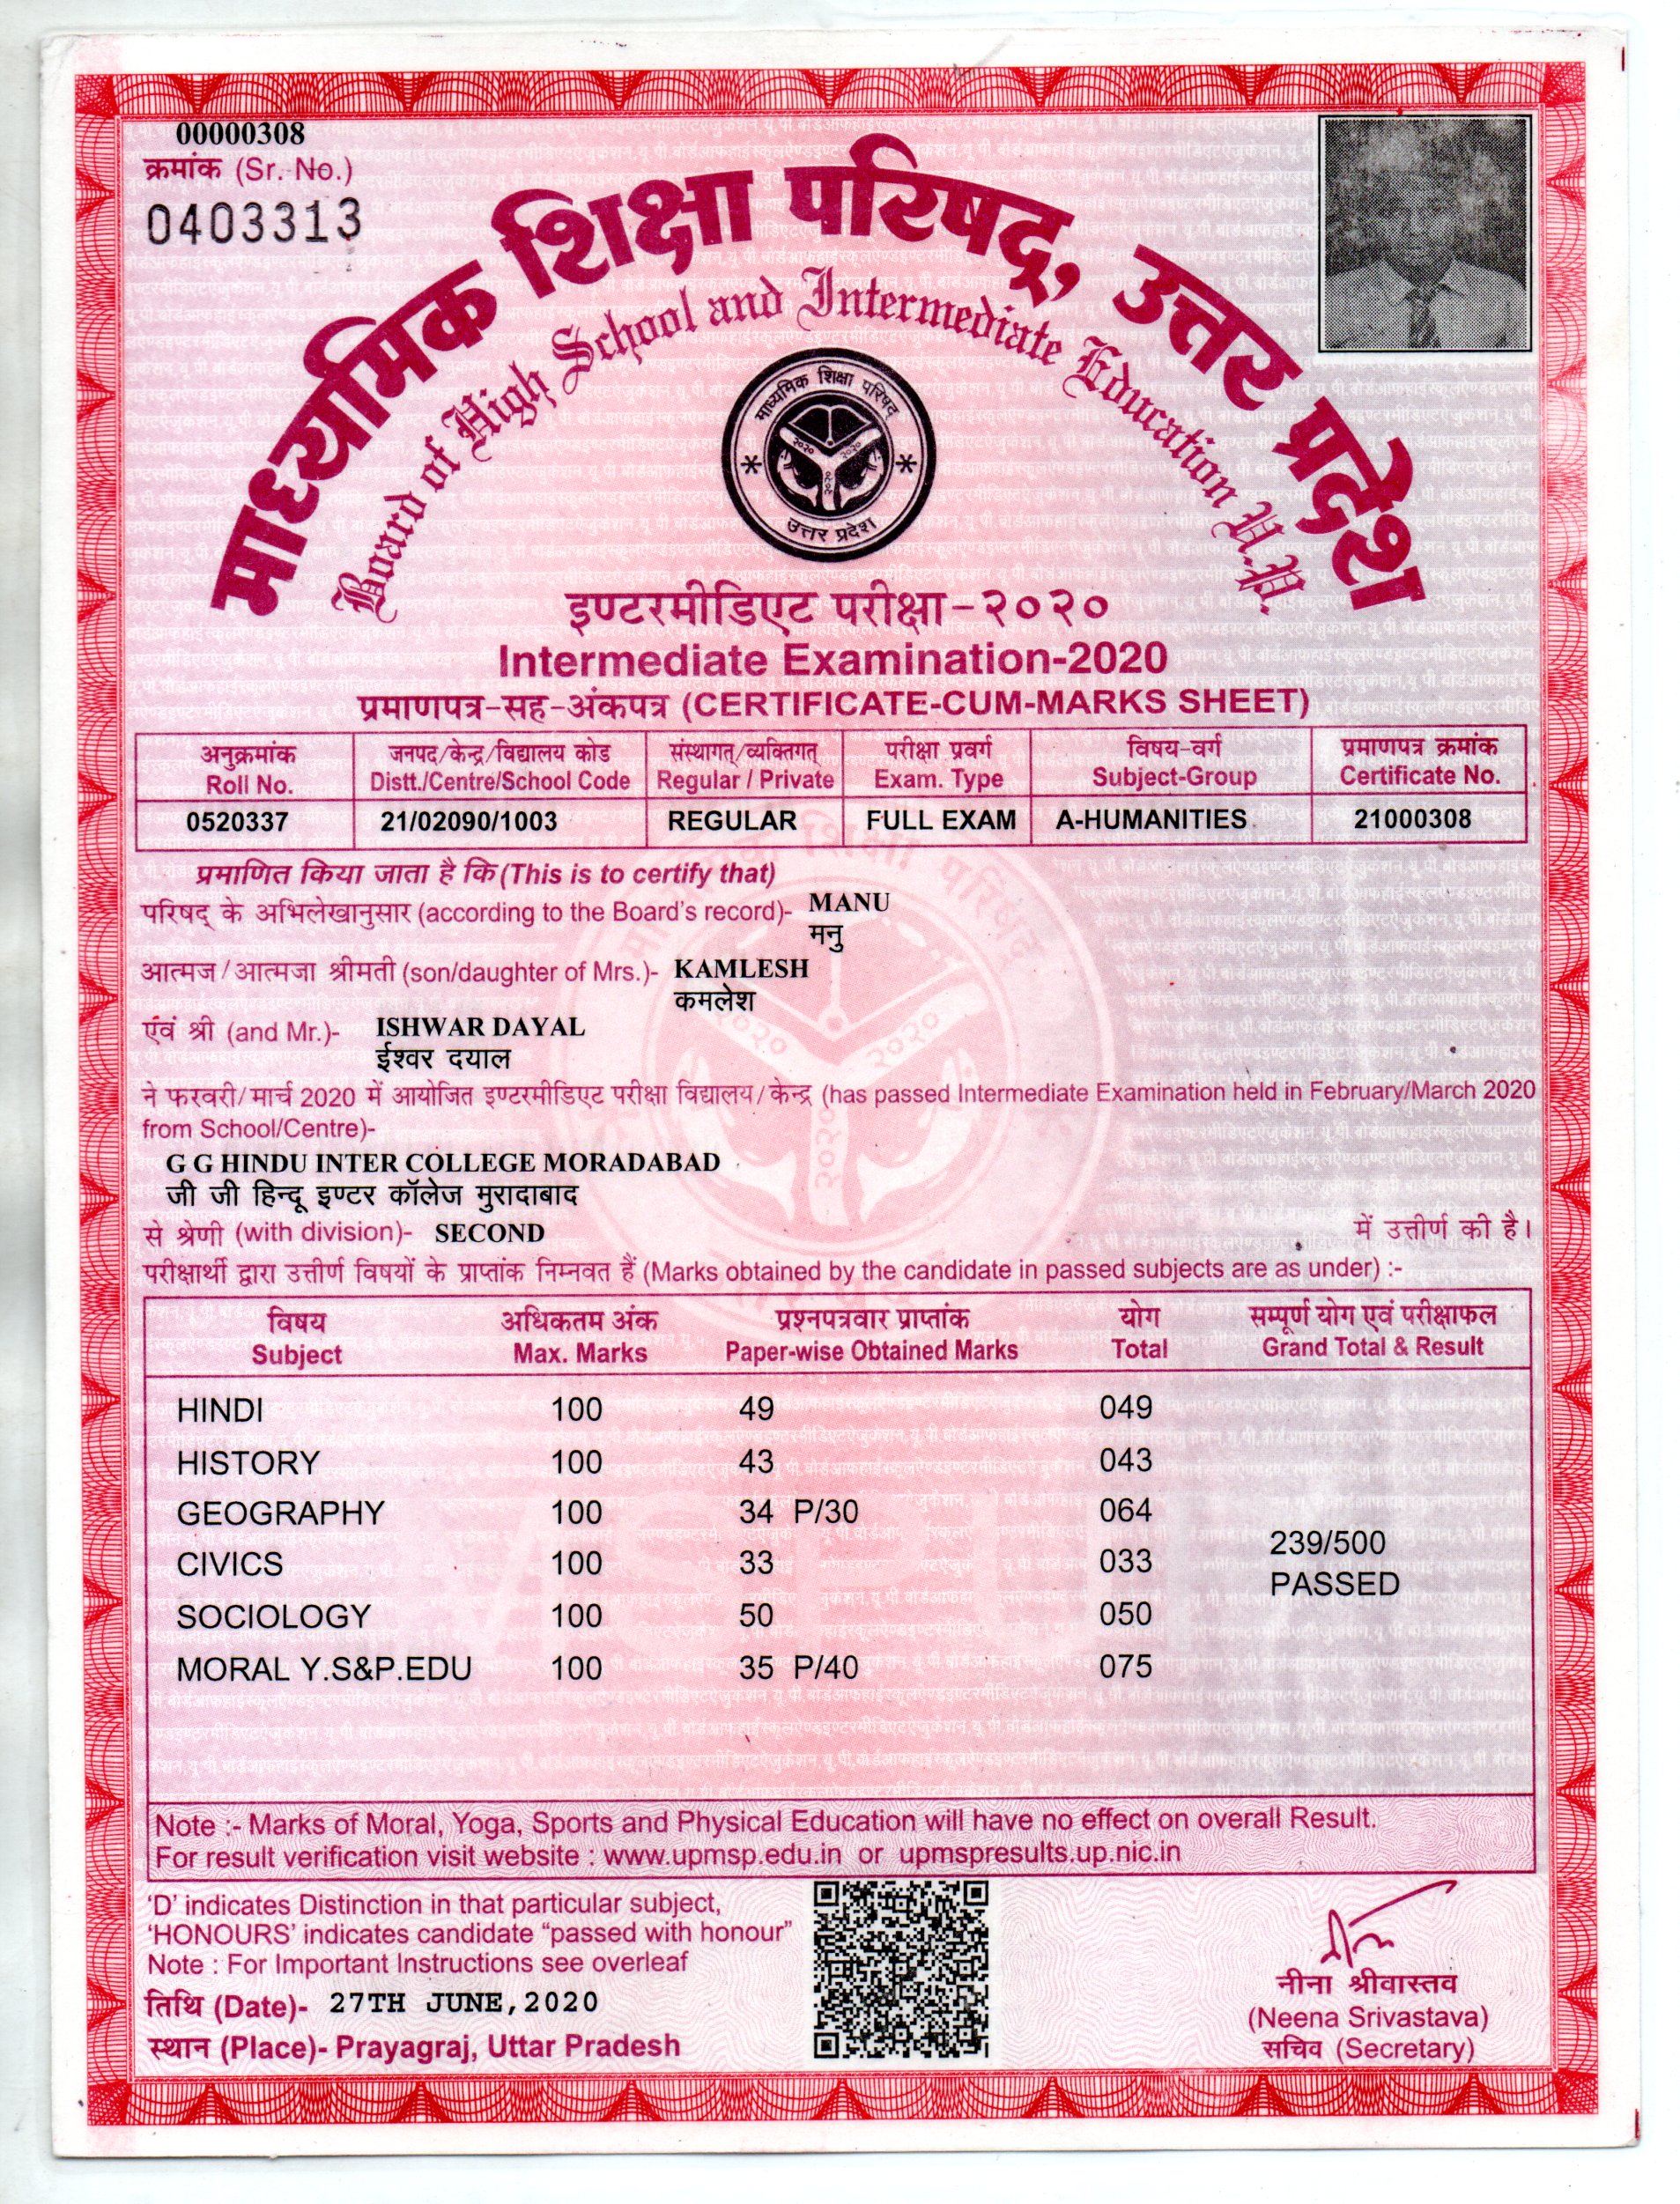 00000308
क्रमांक (Sr. No.)
0403313
माध्यमिक शिक्षा परिषद्, उत्तर प्रदेश
Board of High School and Intermediate Education U.P.
माध्यमिक शिक्षा परिषद्
२०२० २०२० २०२०
उत्तर प्रदेश
इण्टरमीडिएट परीक्षा-२०२०
Intermediate Examination-2020
प्रमाणपत्र-सह-अंकपत्र (CERTIFICATE-CUM-MARKS SHEET)
अनुक्रमांक जनपद/केन्द्र/विद्यालय कोड संस्थागत्/व्यक्तिगत् परीक्षा प्रवर्ग विषय-वर्ग प्रमाणपत्र क्रमांक
Roll No. Distt./Centre/School Code Regular / Private Exam. Type Subject-Group Certificate No.
0520337 21/02090/1003 REGULAR FULL EXAM A-HUMANITIES 21000308
प्रमाणित किया जाता है कि (This is to certify that)
परिषद् के अभिलेखानुसार (according to the Board's record)- MANU
मनु
आत्मज/आत्मजा श्रीमती (son/daughter of Mrs.)- KAMLESH
कमलेश
एंवं श्री (and Mr.)- ISHWAR DAYAL
ईश्वर दयाल
ने फरवरी/मार्च 2020 में आयोजित इण्टरमीडिएट परीक्षा विद्यालय/केन्द्र (has passed Intermediate Examination held in February/March 2020
from School/Centre)-
G G HINDU INTER COLLEGE MORADABAD
जी जी हिन्दू इण्टर कॉलेज मुरादाबाद
से श्रेणी (with division)- SECOND में उत्तीर्ण की है।
परीक्षार्थी द्वारा उत्तीर्ण विषयों के प्राप्तांक निम्नवत हैं (Marks obtained by the candidate in passed subjects are as under) :-
विषय अधिकतम अंक प्रश्नपत्रवार प्राप्तांक योग सम्पूर्ण योग एवं परीक्षाफल
Subject Max. Marks Paper-wise Obtained Marks Total Grand Total & Result
HINDI 100 49 049
HISTORY 100 43 043
GEOGRAPHY 100 34 P/30 064
239/500
CIVICS 100 33 033
PASSED
SOCIOLOGY 100 50 050
MORAL Y.S&P.EDU 100 35 P/40 075
Note :- Marks of Moral, Yoga, Sports and Physical Education will have no effect on overall Result.
For result verification visit website : www.upmsp.edu.in or upmspresults.up.nic.in
'D' indicates Distinction in that particular subject,
'HONOURS' indicates candidate "passed with honour"
Note : For Important Instructions see overleaf
तिथि (Date)- 27TH JUNE,2020
स्थान (Place)- Prayagraj, Uttar Pradesh
नीना श्रीवास्तव
(Neena Srivastava)
सचिव (Secretary)